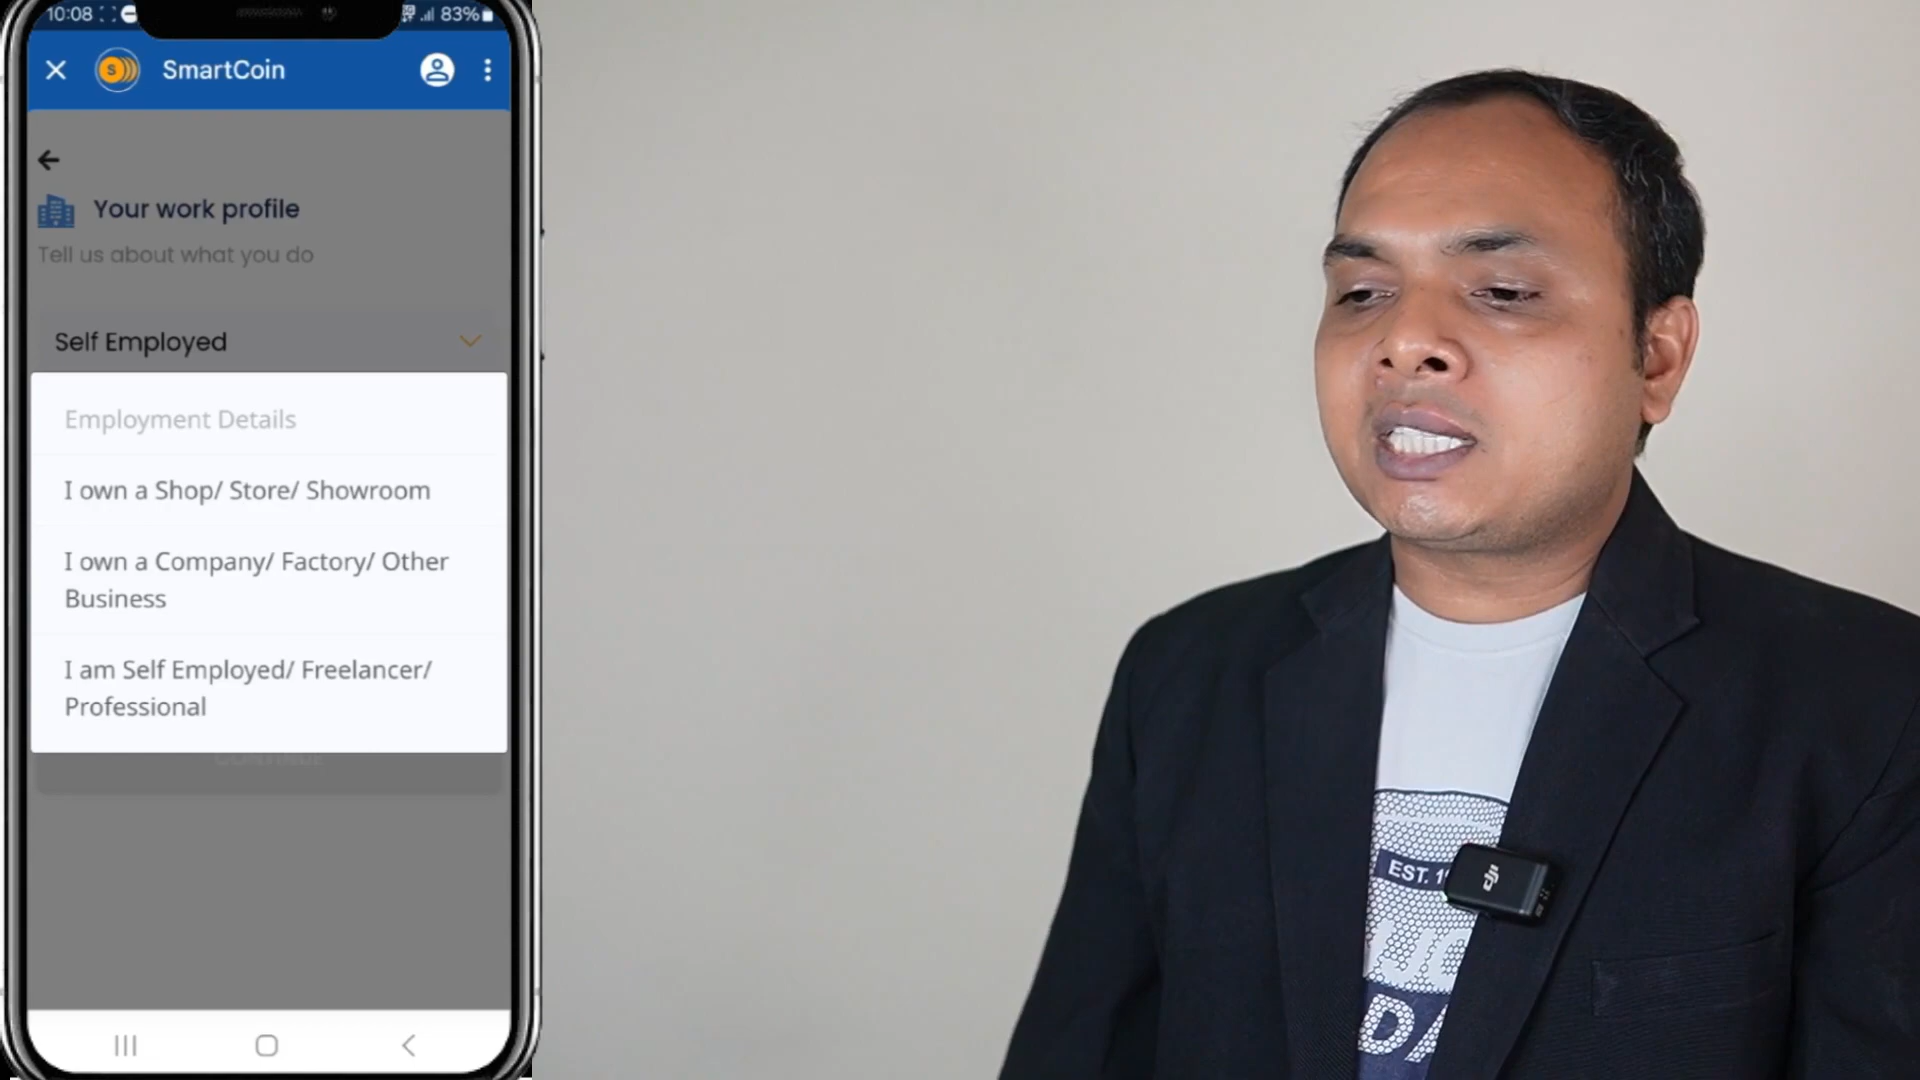 10:08
83%
SmartCoin
Your work profile
Tell us about what you do
Self Employed
Employment Details
I own a Shop/ Store/ Showroom
I own a Company/ Factory/ Other
Business
I am Self Employed/ Freelancer/
Professional
CONTINUE
EST. 1